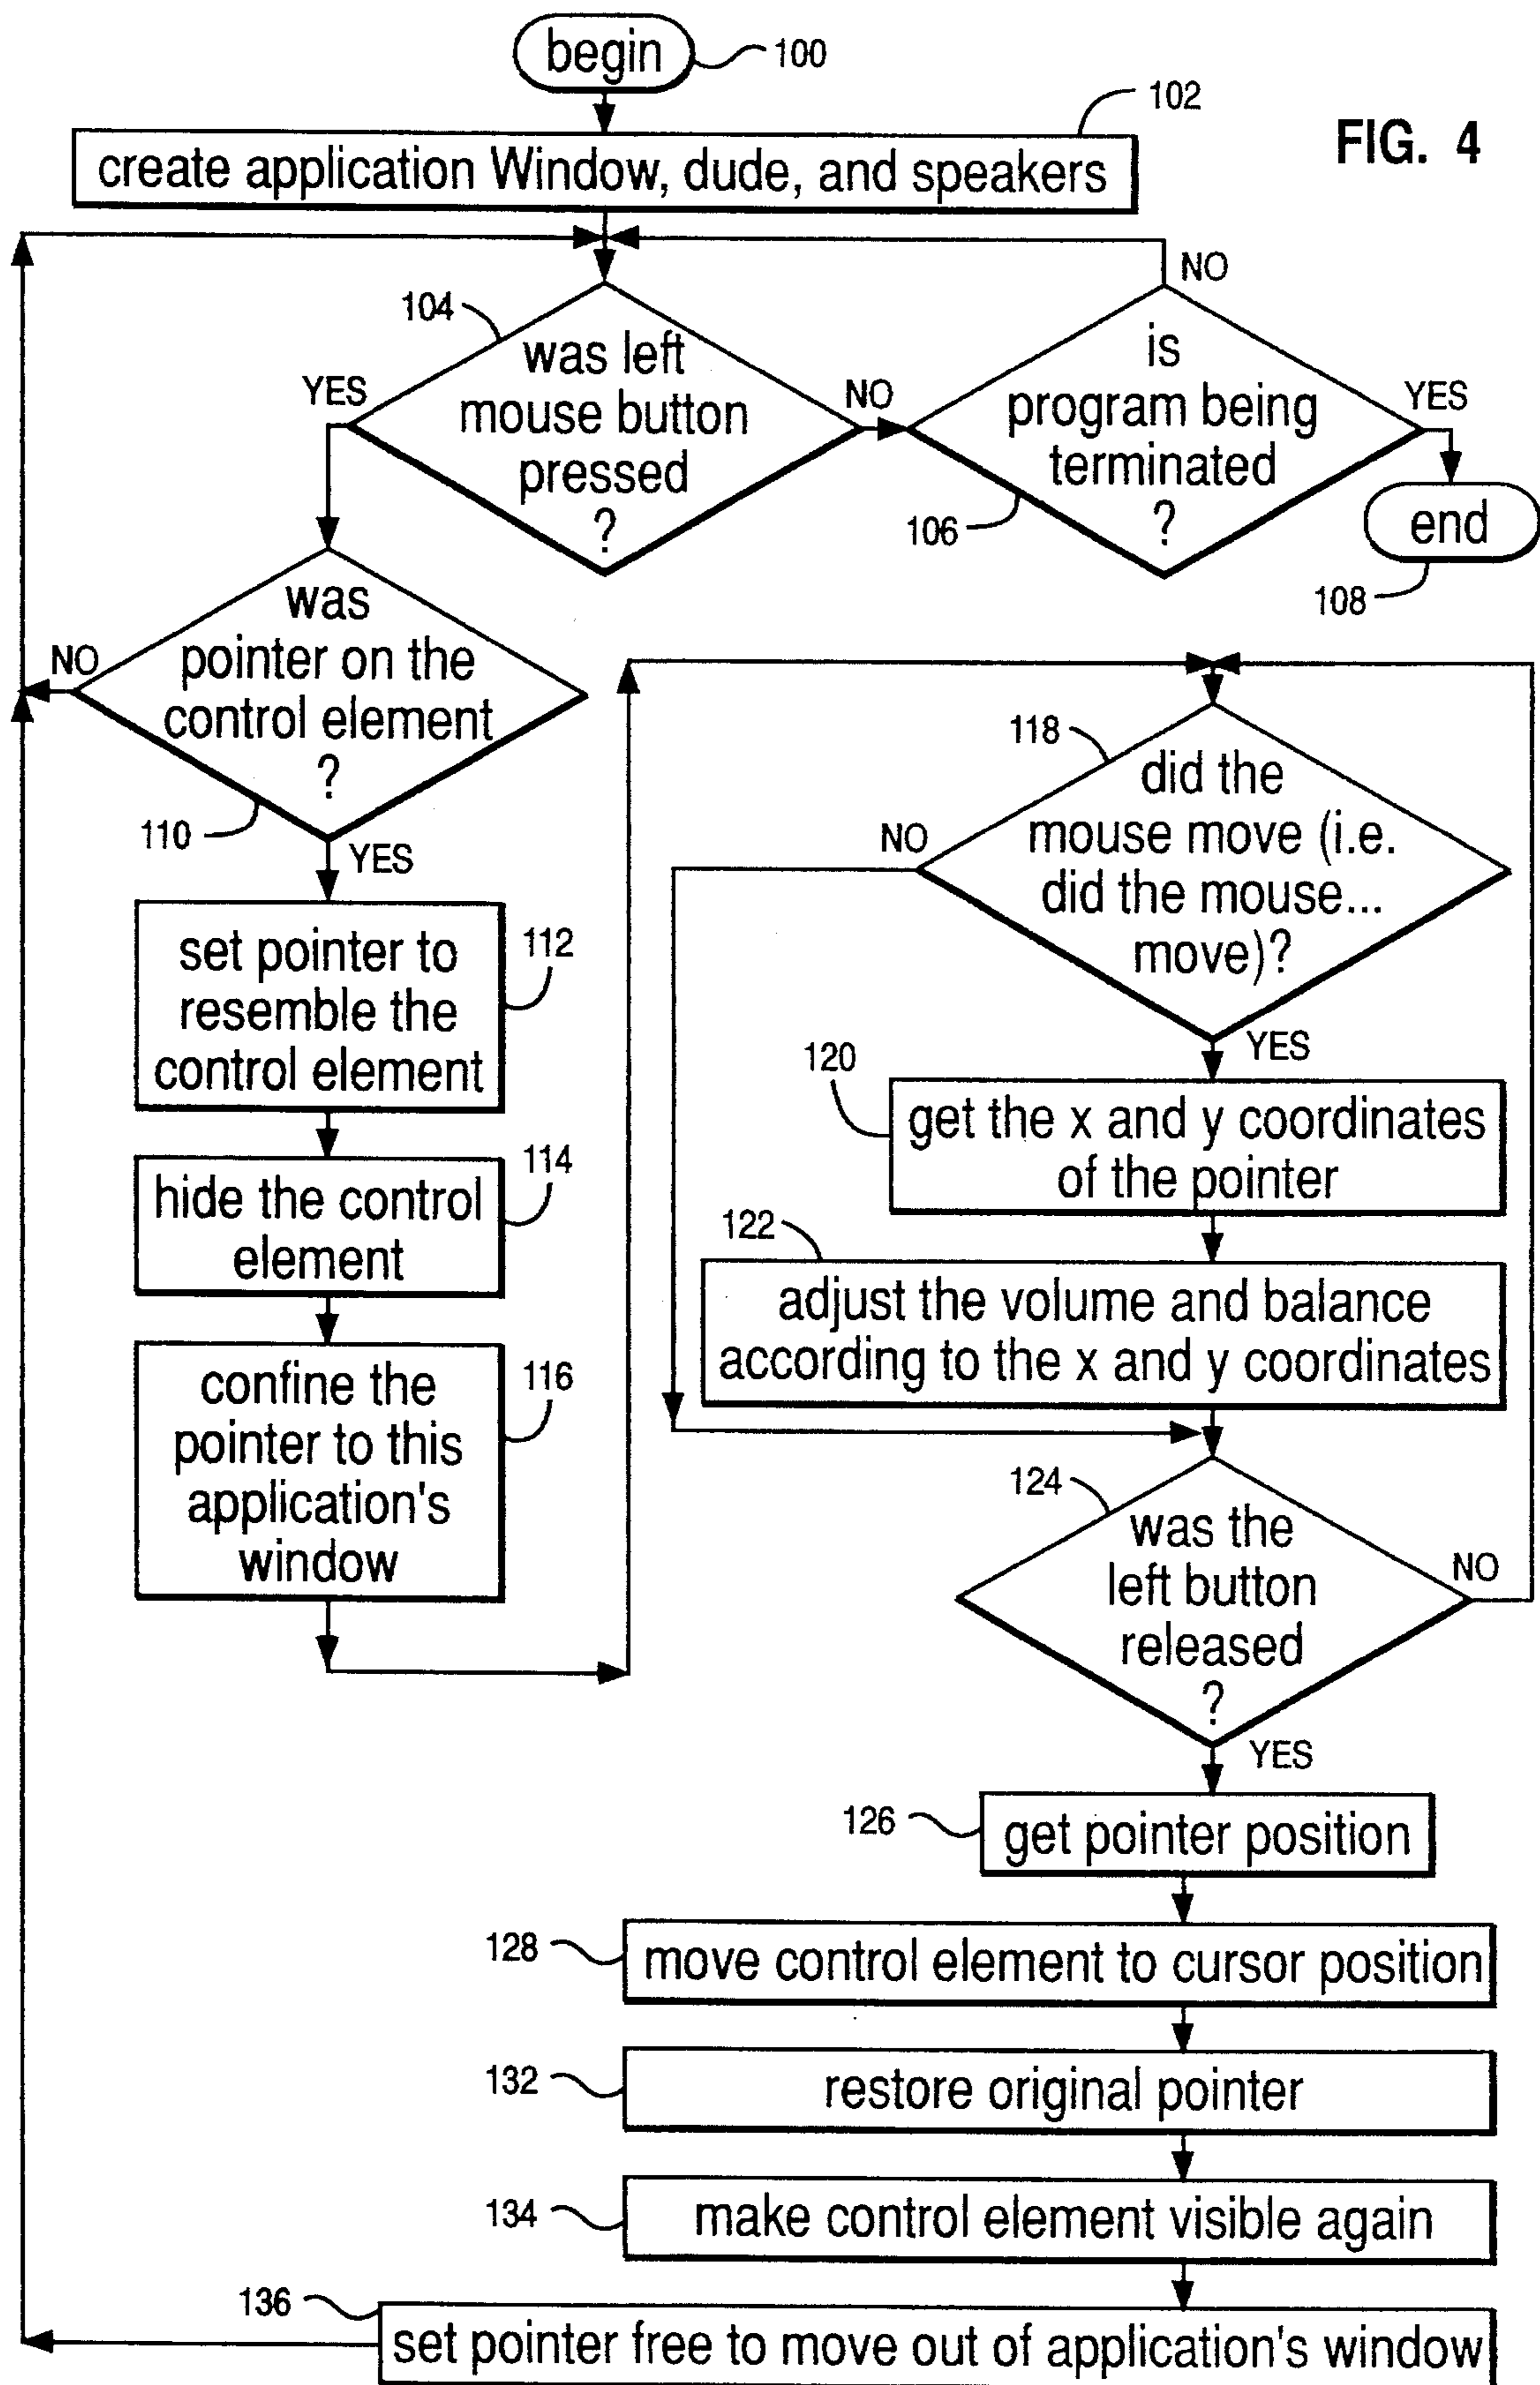 begin
100
102
FIG. 4
create application Window, dude, and speakers
NO
104
was left
mouse button
pressed
?
YES
NO
is
program being
terminated
?
YES
106
end
108
was
pointer on the
control element
?
NO
110
YES
set pointer to
resemble the
control element
112
hide the control
element
114
confine the
pointer to this
application's
window
116
118
did the
mouse move (i.e.
did the mouse...
move)?
NO
YES
120
get the x and y coordinates
of the pointer
122
adjust the volume and balance
according to the x and y coordinates
124
was the
left button
released
?
NO
YES
126
get pointer position
128
move control element to cursor position
132
restore original pointer
134
make control element visible again
136
set pointer free to move out of application's window